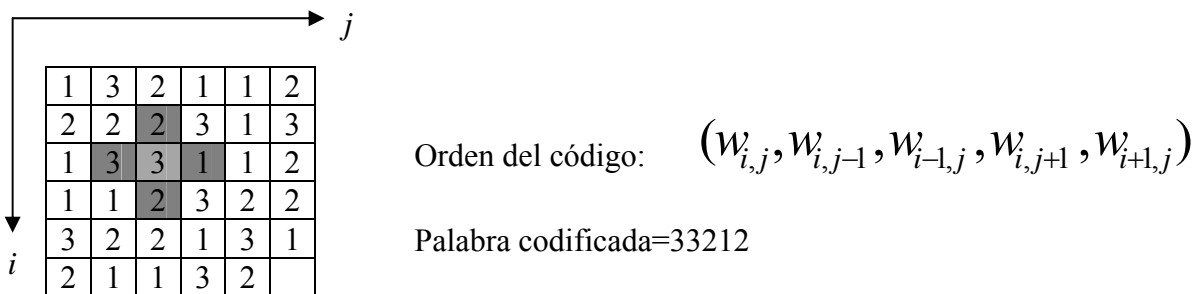 j
1 3 2 1 1 2
2 2 2 3 1 3
1 3 3 1 1 2
1 1 2 3 2 2
3 2 2 1 3 1
2 1 1 3 2
i
Orden del código: (w_{i,j}, w_{i,j-1}, w_{i-1,j}, w_{i,j+1}, w_{i+1,j})
Palabra codificada=33212